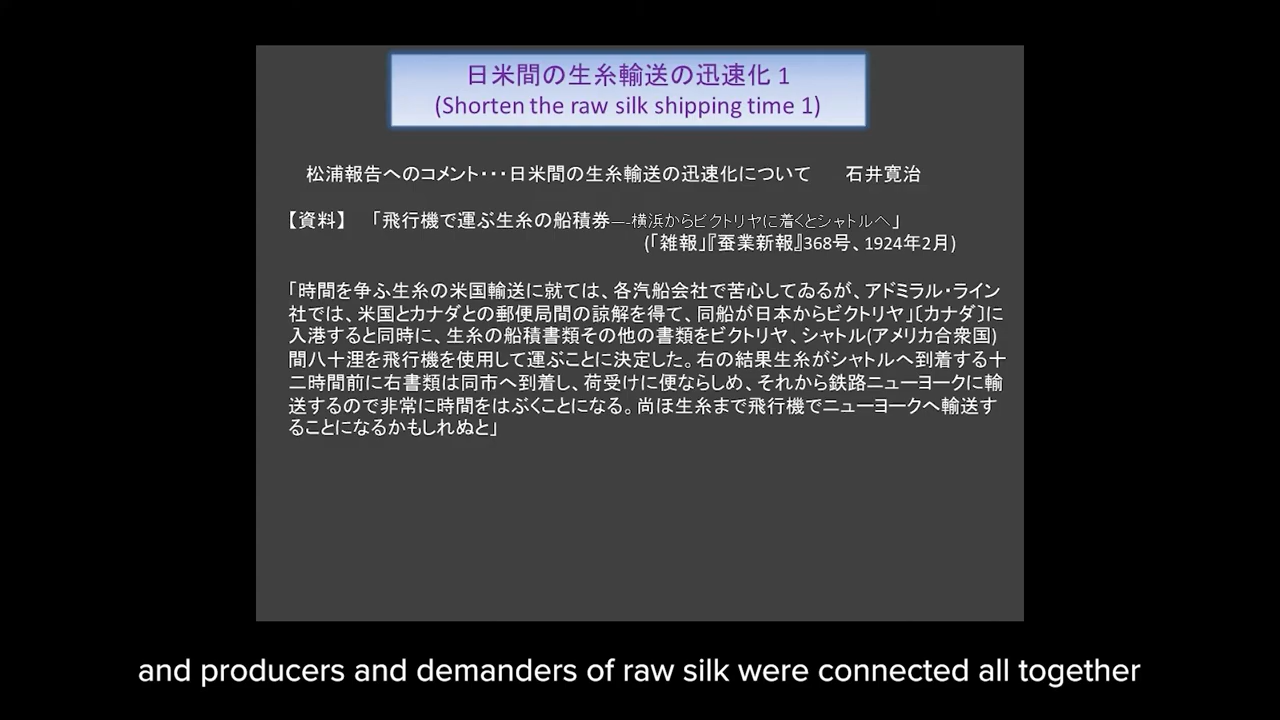 日米間の生糸輸送の迅速化 1
(Shorten the raw silk shipping time 1)
松浦報告へのコメント・・・日米間の生糸輸送の迅速化について 石井寛治
【資料】 「飛行機で運ぶ生糸の船積券―-横浜からビクトリヤに着くとシャトルへ」
(「雑報」『蚕業新報』368号、1924年2月)
「時間を争ふ生糸の米国輸送に就ては、各汽船会社で苦心してゐるが、アドミラル・ライン
社では、米国とカナダとの郵便局間の諒解を得て、同船が日本からビクトリヤ」〔カナダ〕に
入港すると同時に、生糸の船積書類その他の書類をビクトリヤ、シャトル(アメリカ合衆国)
間八十浬を飛行機を使用して運ぶことに決定した。右の結果生糸がシャトルへ到着する十
二時間前に右書類は同市へ到着し、荷受けに便ならしめ、それから鉄路ニューヨークに輸
送するので非常に時間をはぶくことになる。尚ほ生糸まで飛行機でニューヨークへ輸送す
ることになるかもしれぬと」
and producers and demanders of raw silk were connected all together